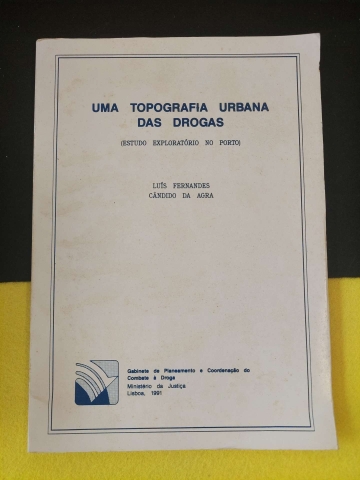 UMA TOPOGRAFIA URBANA
DAS DROGAS
(ESTUDO EXPLORATÓRIO NO PORTO)
LUÍS FERNANDES
CÂNDIDO DA AGRA
Gabinete de Planeamento e Coordenação do
Combate à Droga
Ministério da Justiça
Lisboa, 1991